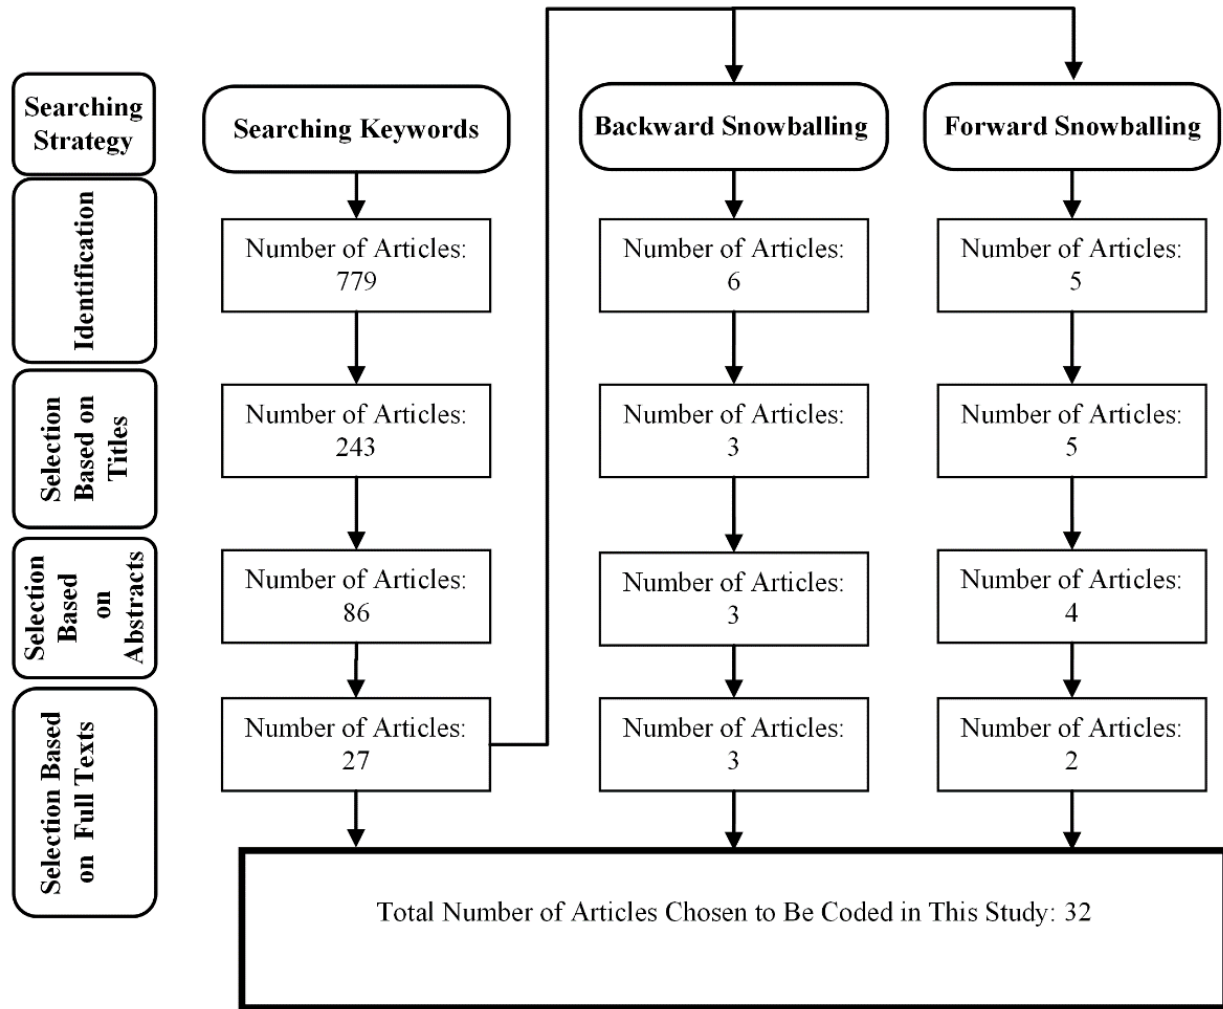 Searching
Strategy
Searching Keywords
Backward Snowballing
Forward Snowballing
Identification
Number of Articles:
779
Number of Articles:
6
Number of Articles:
5
Selection
Based on
Titles
Number of Articles:
243
Number of Articles:
3
Number of Articles:
5
Selection
Based
on
Abstracts
Number of Articles:
86
Number of Articles:
3
Number of Articles:
4
Selection Based
on Full Texts
Number of Articles:
27
Number of Articles:
3
Number of Articles:
2
Total Number of Articles Chosen to Be Coded in This Study: 32